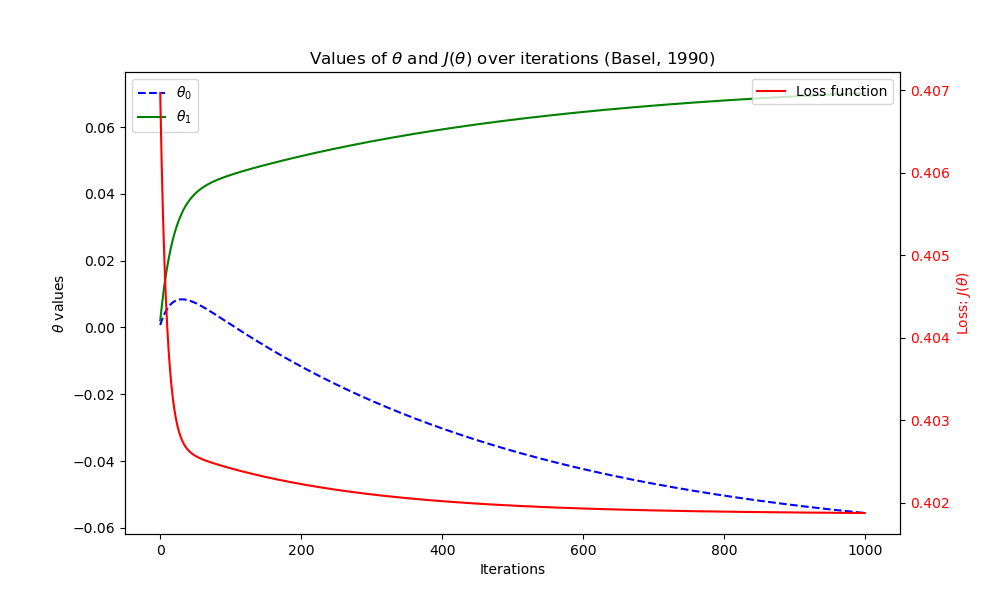 Values of θ and J(θ) over iterations (Basel, 1990)
θ₀
θ₁
Loss function
θ values
0.06
0.04
0.02
0.00
−0.02
−0.04
−0.06
0
200
400
600
800
1000
Iterations
0.407
0.406
0.405
0.404
0.403
0.402
Loss: J(θ)